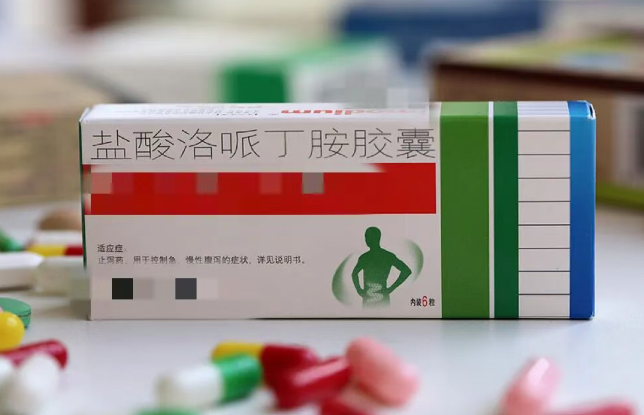 盐酸洛哌丁胺胶囊
适应症:
止泻药，用于控制急、慢性腹泻的症状，详见说明书。
内装6粒